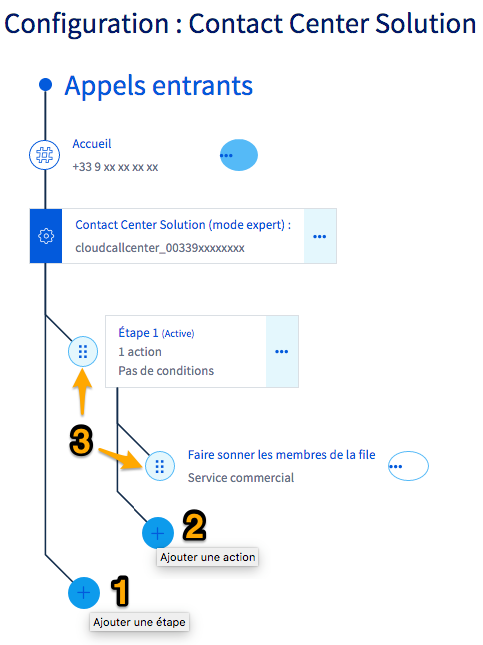 Configuration : Contact Center Solution
Appels entrants
Accueil
+33 9 xx xx xx xx
Contact Center Solution (mode expert) :
cloudcallcenter_00339xxxxxxxx
Étape 1 (Active)
1 action
Pas de conditions
3
Faire sonner les membres de la file
Service commercial
2
Ajouter une action
1
Ajouter une étape